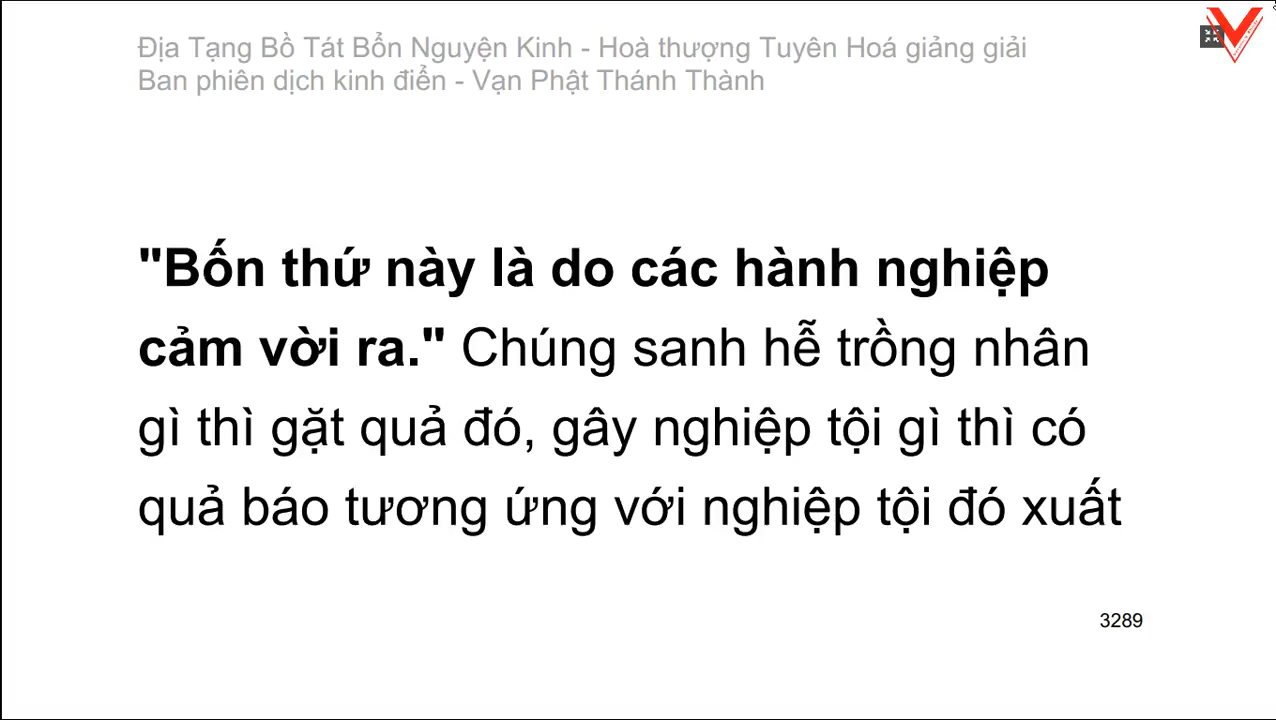 Địa Tạng Bồ Tát Bổn Nguyện Kinh - Hoà thượng Tuyên Hoá giảng giải
Ban phiên dịch kinh điển - Vạn Phật Thánh Thành
"Bốn thứ này là do các hành nghiệp
cảm vời ra." Chúng sanh hễ trồng nhân
gì thì gặt quả đó, gây nghiệp tội gì thì có
quả báo tương ứng với nghiệp tội đó xuất
3289